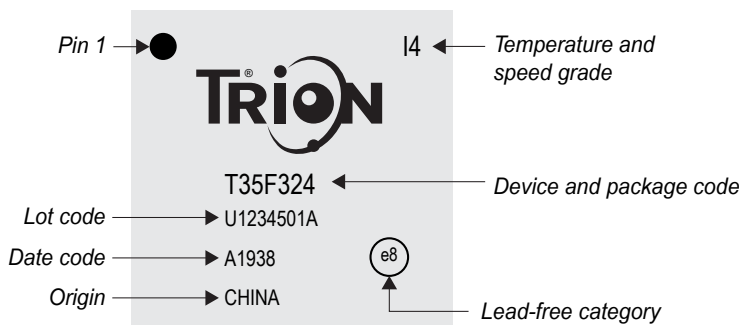 Pin 1
I4
Temperature and
speed grade
TRION®
T35F324
Device and package code
Lot code
U1234501A
Date code
A1938
e8
Origin
CHINA
Lead-free category